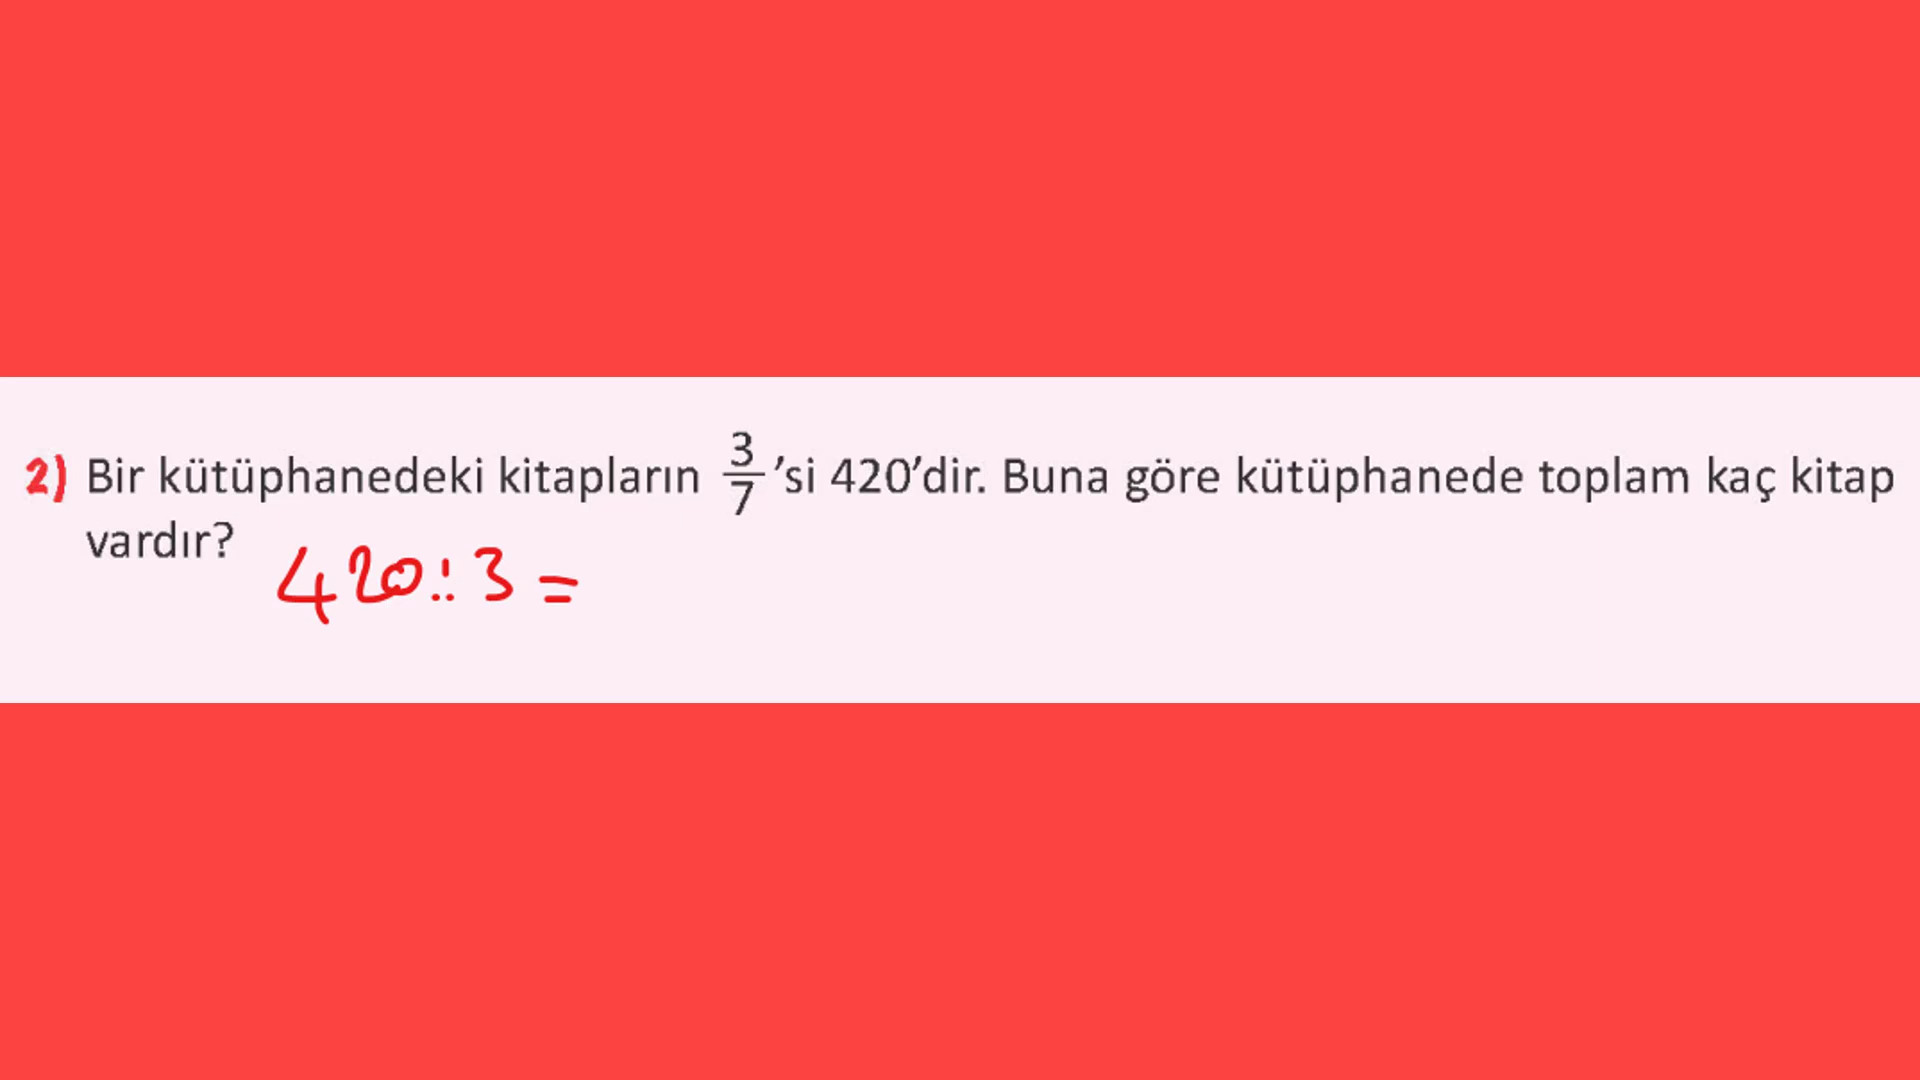 2) Bir kütüphanedeki kitapların 3/7 'si 420'dir. Buna göre kütüphanede toplam kaç kitap
vardır?
420 : 3 =